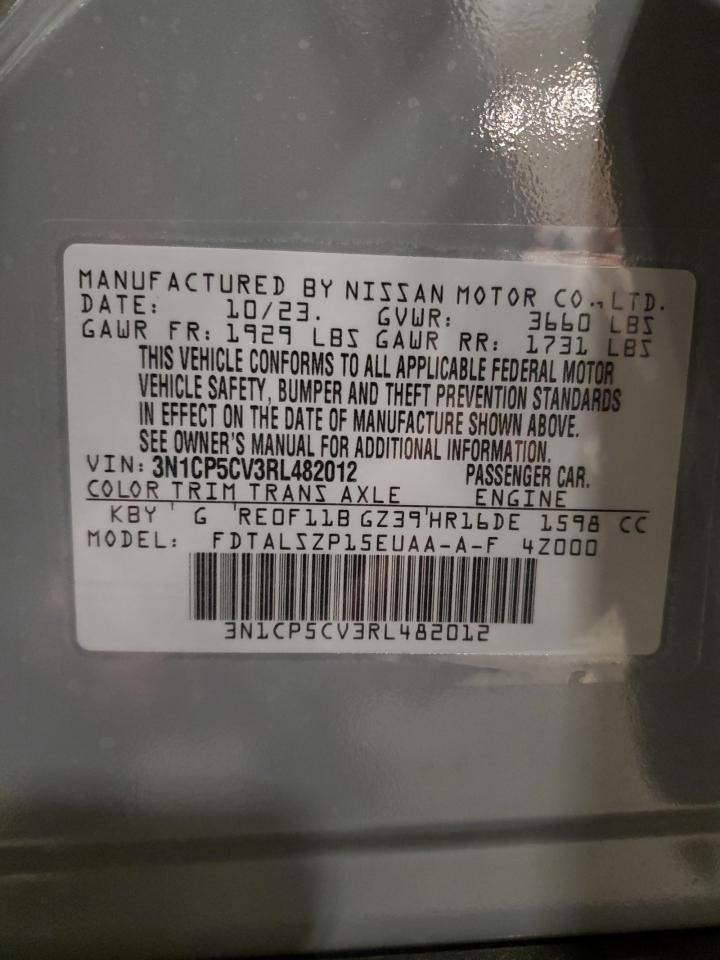 MANUFACTURED BY NISSAN MOTOR CO.,LTD.
DATE: 10/23. GVWR: 3660 LBS
GAWR FR: 1929 LBS GAWR RR: 1731 LBS
THIS VEHICLE CONFORMS TO ALL APPLICABLE FEDERAL MOTOR
VEHICLE SAFETY, BUMPER AND THEFT PREVENTION STANDARDS
IN EFFECT ON THE DATE OF MANUFACTURE SHOWN ABOVE.
SEE OWNER'S MANUAL FOR ADDITIONAL INFORMATION.
VIN: 3N1CP5CV3RL482012 PASSENGER CAR.
COLOR TRIM TRANS AXLE ENGINE
KBY G RE0F11B GZ39 HR16DE 1598 CC
MODEL: FDTALSZP15EUAA-A-F 4Z000
3N1CP5CV3RL482012